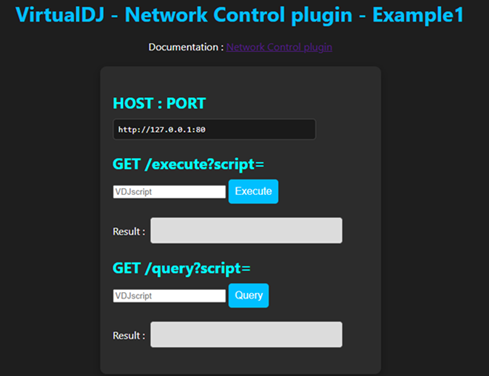 VirtualDJ - Network Control plugin - Example1
Documentation : Network Control plugin
HOST : PORT
http://127.0.0.1:80
GET /execute?script=
VDJscript Execute
Result :
GET /query?script=
VDJscript Query
Result :